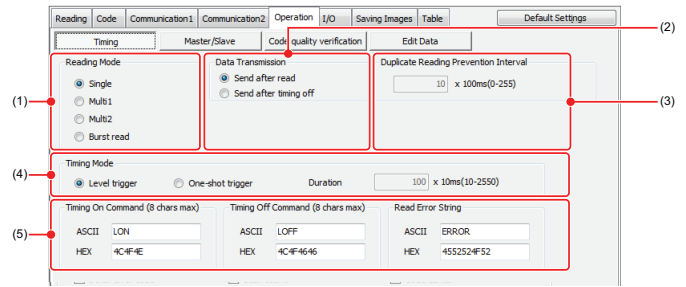 Reading Code Communication1 Communication2 Operation I/O Saving Images Table Default Settings
(2)
Timing Master/Slave Code quality verification Edit Data
Reading Mode Data Transmission Duplicate Reading Prevention Interval
Single Send after read 10 x 100ms(0-255)
Multi1 Send after timing off
(1) (3)
Multi2
Burst read
Timing Mode
(4)
Level trigger One-shot trigger Duration 100 x 10ms(10-2550)
Timing On Command (8 chars max) Timing Off Command (8 chars max) Read Error String
ASCII LON ASCII LOFF ASCII ERROR
(5)
HEX 4C4F4E HEX 4C4F4646 HEX 4552524F52